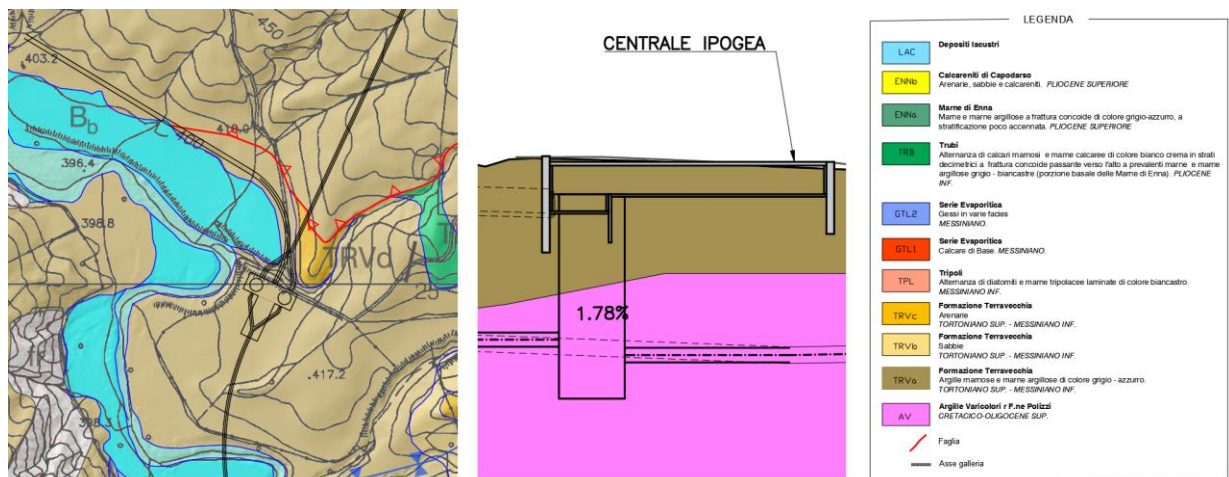 450
403.2
Bb
400
410.0
396.4
398.8
TRVd
25
417.2
398.3
CENTRALE IPOGEA
1.78%
LEGENDA
LAC
Depositi lacustri
ENNb
Calcareniti di Capodarso
Arenarie, sabbie e calcareniti. PLIOCENE SUPERIORE
ENNa
Marne di Enna
Marne e marne argillose a frattura concoide di colore grigio-azzurro, a
stratificazione poco accennata. PLIOCENE SUPERIORE
TRB
Trubi
Alternanza di calcari marnosi e marne calcaree di colore bianco crema in strati
decimetrici a frattura concoide passante verso l'alto a prevalenti marne e marne
argillose grigio - biancastre (porzione basale delle Marne di Enna). PLIOCENE
INF.
GTL2
Serie Evaporitica
Gessi in varie facies
MESSINIANO.
GTL1
Serie Evaporitica
Calcare di Base. MESSINIANO.
TPL
Tripoli
Alternanza di diatomiti e marne tripolacee laminate di colore biancastro.
MESSINIANO INF.
TRVc
Formazione Terravecchia
Arenarie
TORTONIANO SUP. - MESSINIANO INF.
TRVb
Formazione Terravecchia
Sabbie
TORTONIANO SUP. - MESSINIANO INF.
TRVa
Formazione Terravecchia
Argille marnose e marne argillose di colore grigio - azzurro.
TORTONIANO SUP. - MESSINIANO INF.
AV
Argille Varicolori r F.ne Polizzi
CRETACICO-OLIGOCENE SUP.
Faglia
Asse galleria